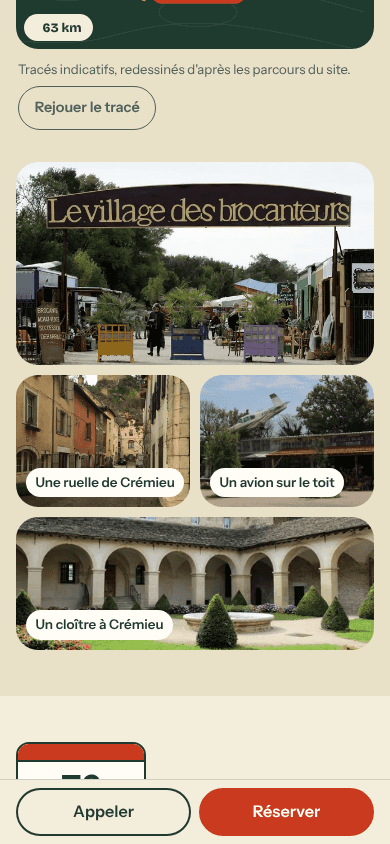 63 km
Tracés indicatifs, redessinés d'après les parcours du site.
Rejouer le tracé
Le village des brocanteurs
Une ruelle de Crémieu
Un avion sur le toit
Un cloître à Crémieu
Appeler
Réserver